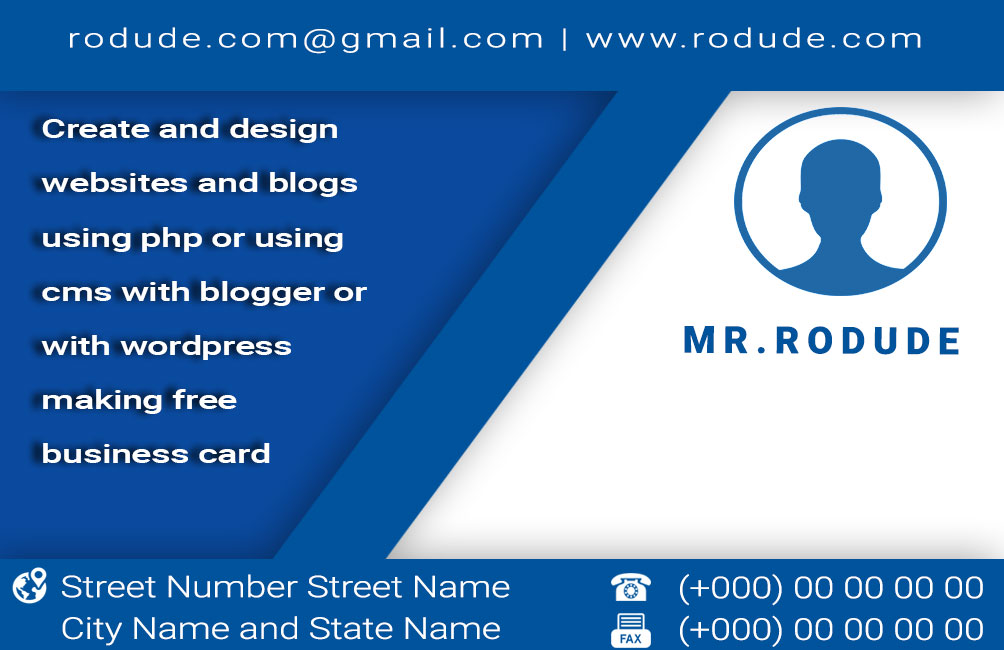 rodude.com@gmail.com | www.rodude.com
Create and design
websites and blogs
using php or using
cms with blogger or
with wordpress
making free
business card
MR.RODUDE
Street Number Street Name
City Name and State Name
(+000) 00 00 00 00
FAX (+000) 00 00 00 00